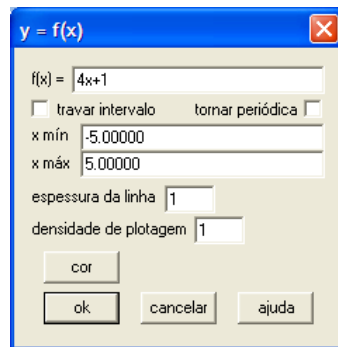 y = f(x)
f(x) = 4x+1
travar intervalo tornar periódica
x mín -5.00000
x máx 5.00000
espessura da linha 1
densidade de plotagem 1
cor
ok cancelar ajuda